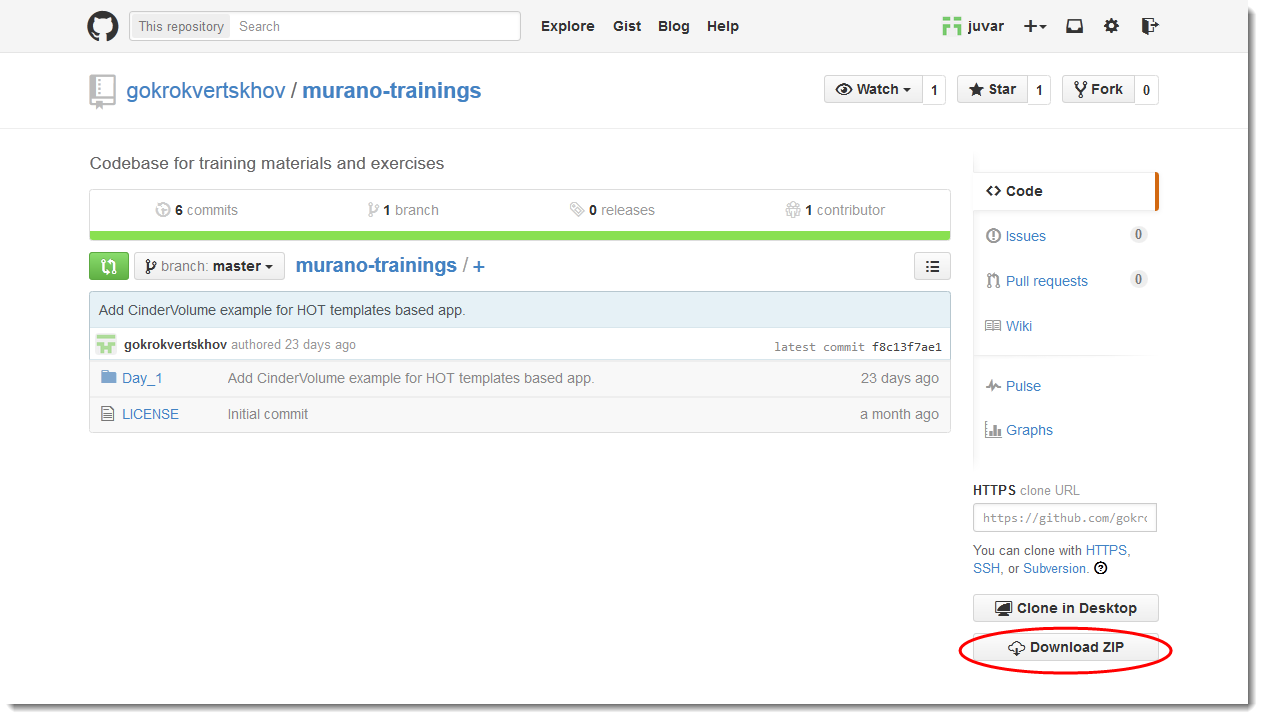 This repository Search Explore Gist Blog Help juvar
gokrokvertskhov / murano-trainings Watch 1 Star 1 Fork 0
Codebase for training materials and exercises
6 commits 1 branch 0 releases 1 contributor
branch: master murano-trainings / +
Add CinderVolume example for HOT templates based app.
gokrokvertskhov authored 23 days ago latest commit f8c13f7ae1
Day_1 Add CinderVolume example for HOT templates based app. 23 days ago
LICENSE Initial commit a month ago
Code
Issues 0
Pull requests 0
Wiki
Pulse
Graphs
HTTPS clone URL
https://github.com/gokro
You can clone with HTTPS,
SSH, or Subversion.
Clone in Desktop
Download ZIP